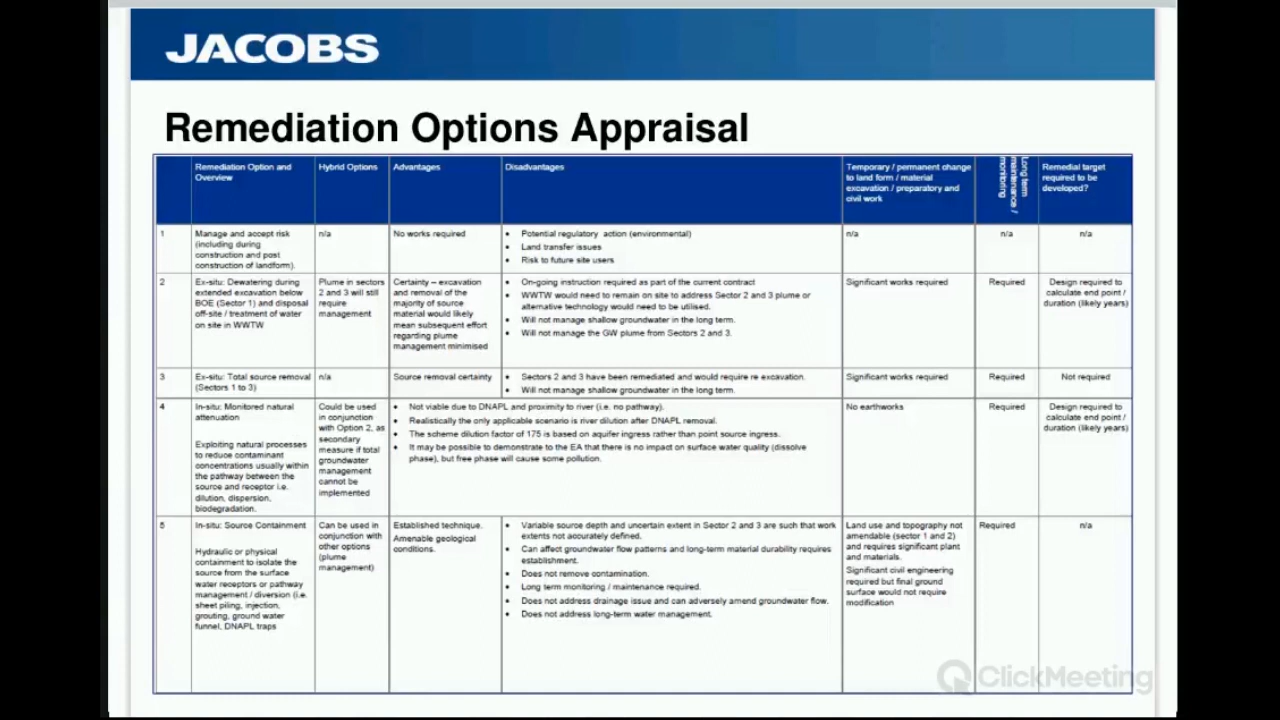 JACOBS
Remediation Options Appraisal
Remediation Option and
Overview
Hybrid Options
Advantages
Disadvantages
Temporary / permanent change
to land form / material
excavation / preparatory and
civil work
Long term
maintenance /
monitoring
Remedial target
required to be
developed?
1
Manage and accept risk
(including during
construction and post
construction of landform).
n/a
No works required
• Potential regulatory action (environmental)
• Land transfer issues
• Risk to future site users
n/a
n/a
n/a
2
Ex-situ: Dewatering during
extended excavation below
BOE (Sector 1) and disposal
off-site / treatment of water
on site in WWTW
Plume in sectors
2 and 3 will still
require
management
Certainty – excavation
and removal of the
majority of source
material would likely
mean subsequent effort
regarding plume
management minimised
• On-going instruction required as part of the current contract
• WWTW would need to remain on site to address Sector 2 and 3 plume or
alternative technology would need to be utilised.
• Will not manage shallow groundwater in the long term.
• Will not manage the GW plume from Sectors 2 and 3.
Significant works required
Required
Design required to
calculate end point /
duration (likely years)
3
Ex-situ: Total source removal
(Sectors 1 to 3)
n/a
Source removal certainty
• Sectors 2 and 3 have been remediated and would require re excavation.
• Will not manage shallow groundwater in the long term.
Significant works required
Required
Not required
4
In-situ: Monitored natural
attenuation
Exploiting natural processes
to reduce contaminant
concentrations usually within
the pathway between the
source and receptor i.e.
dilution, dispersion,
biodegradation.
Could be used
in conjunction
with Option 2, as
secondary
measure if total
groundwater
management
cannot be
implemented
• Not viable due to DNAPL and proximity to river (i.e. no pathway).
• Realistically the only applicable scenario is river dilution after DNAPL removal.
• The scheme dilution factor of 175 is based on aquifer ingress rather than point source ingress.
• It may be possible to demonstrate to the EA that there is no impact on surface water quality (dissolve
phase), but free phase will cause some pollution.
No earthworks
Required
Design required to
calculate end point /
duration (likely years)
5
In-situ: Source Containment
Hydraulic or physical
containment to isolate the
source from the surface
water receptors or pathway
management / diversion (i.e.
sheet piling, injection,
grouting, ground water
funnel, DNAPL traps
Can be used in
conjunction with
other options
(plume
management)
Established technique.
Amenable geological
conditions.
• Variable source depth and uncertain extent in Sector 2 and 3 are such that work
extents not accurately defined.
• Can affect groundwater flow patterns and long-term material durability requires
establishment.
• Does not remove contamination.
• Long term monitoring / maintenance required.
• Does not address drainage issue and can adversely amend groundwater flow.
• Does not address long-term water management.
Land use and topography not
amendable (sector 1 and 2)
and requires significant plant
and materials.
Significant civil engineering
required but final ground
surface would not require
modification
Required
n/a
ClickMeeting